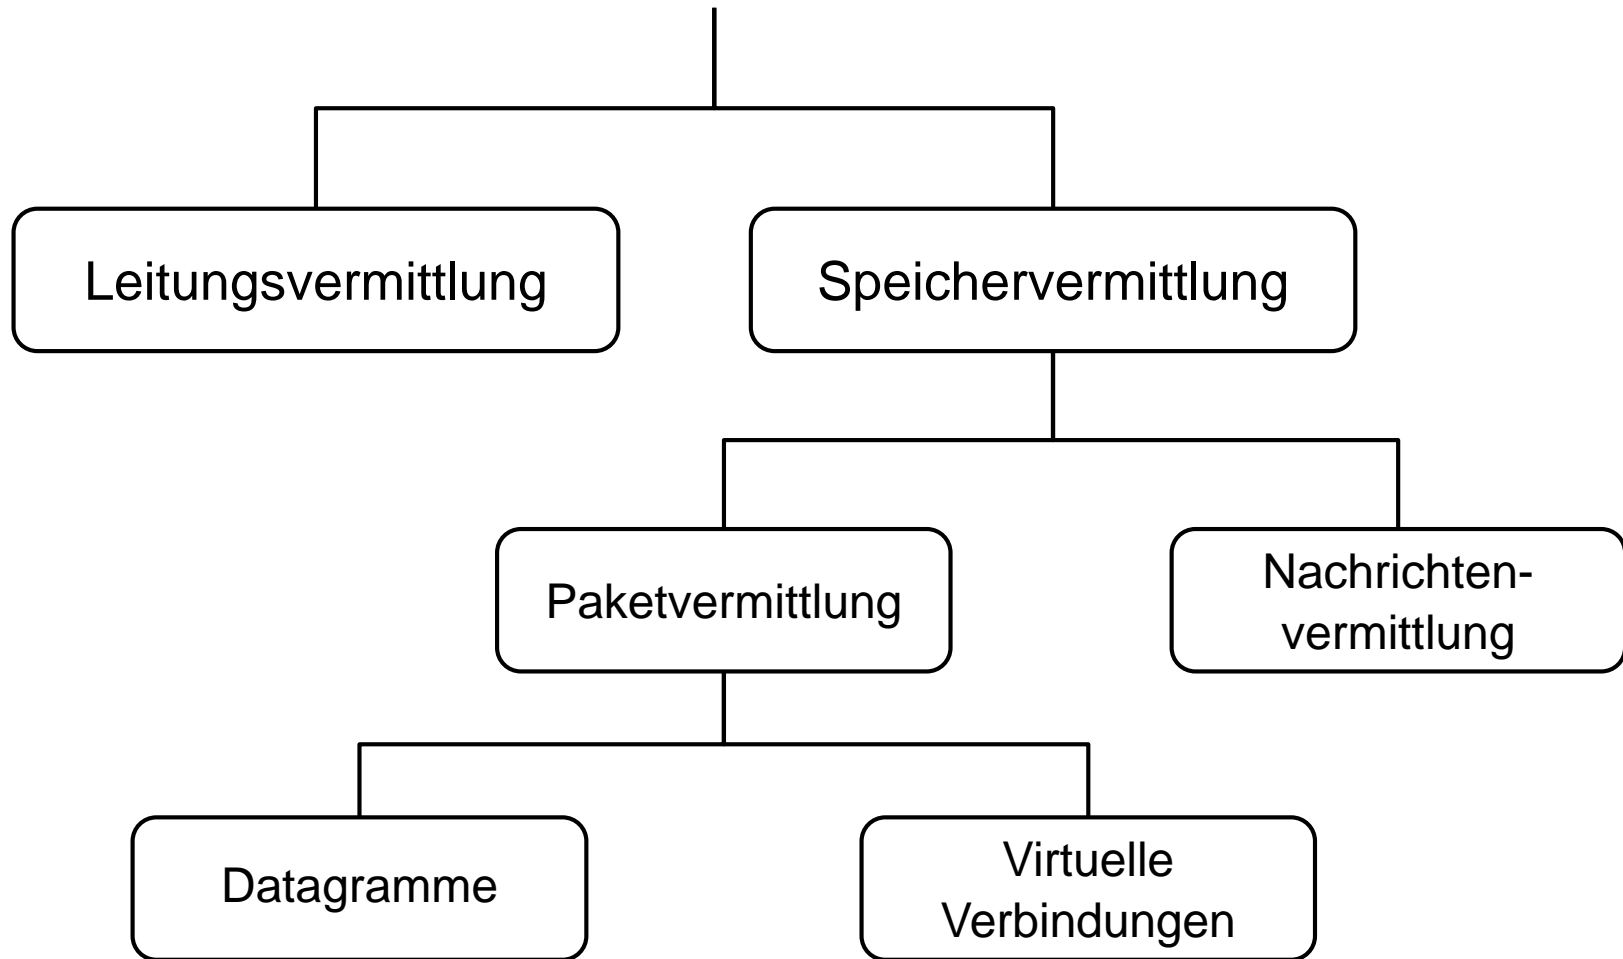 Leitungsvermittlung
Speichervermittlung
Paketvermittlung
Nachrichten-
vermittlung
Datagramme
Virtuelle
Verbindungen